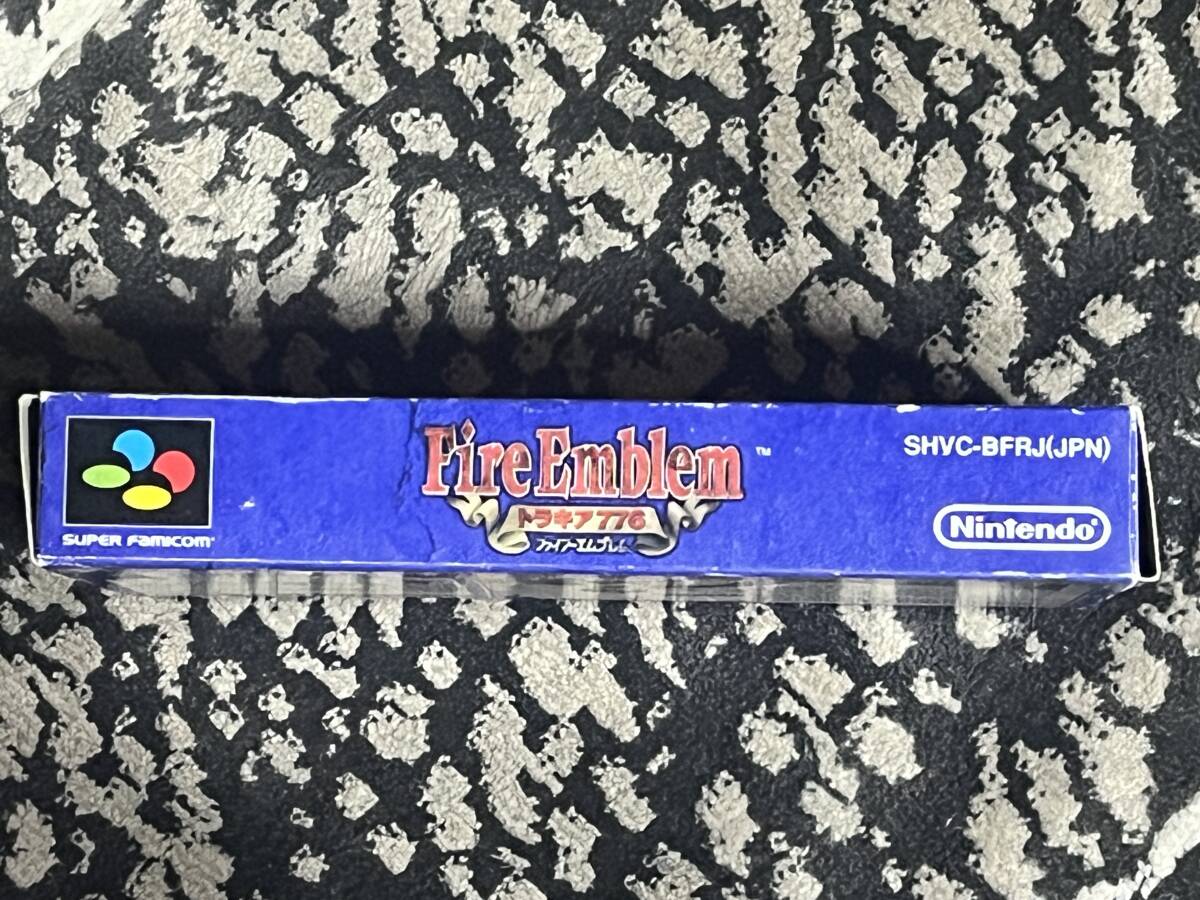 SUPER FAMICOM
Fire Emblem ™
トラキア776
ファイアーエムブレム
SHVC-BFRJ(JPN)
Nintendo®